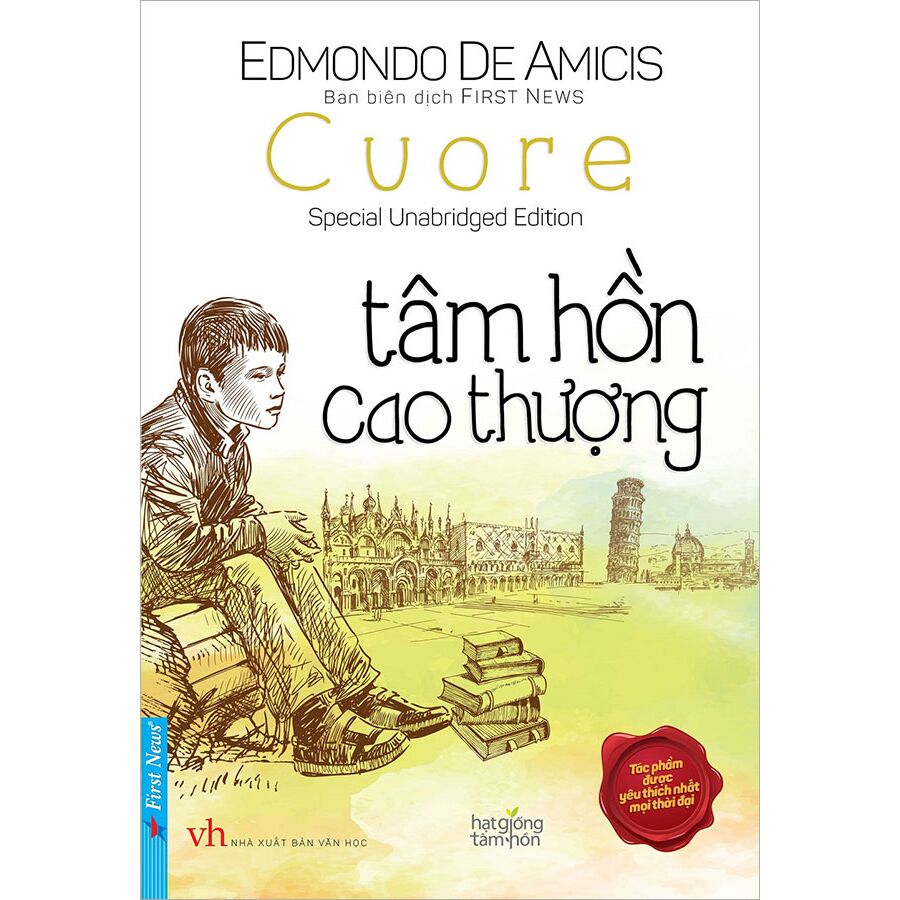 EDMONDO DE AMICIS
Ban biên dịch FIRST NEWS
Cuore
Special Unabridged Edition
tâm hồn
cao thượng
Tác phẩm
được
yêu thích nhất
mọi thời đại
First News®
vh NHÀ XUẤT BẢN VĂN HỌC
hạt giống
tâm hồn